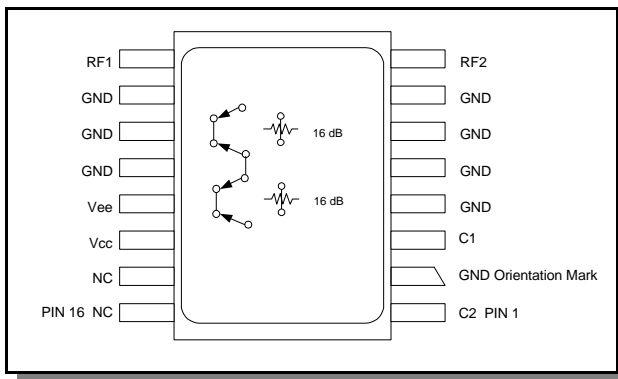 RF1
GND
GND
GND
Vee
Vcc
NC
PIN 16 NC
16 dB
16 dB
RF2
GND
GND
GND
GND
C1
GND Orientation Mark
C2 PIN 1